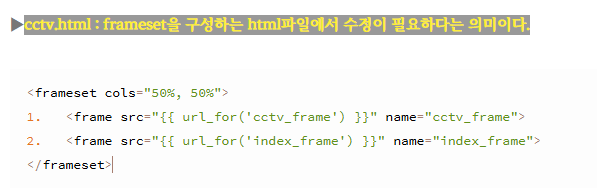 ▶cctv.html : frameset을 구성하는 html파일에서 수정이 필요하다는 의미이다.
<frameset cols="50%, 50%">
1. <frame src="{{ url_for('cctv_frame') }}" name="cctv_frame">
2. <frame src="{{ url_for('index_frame') }}" name="index_frame">
</frameset>